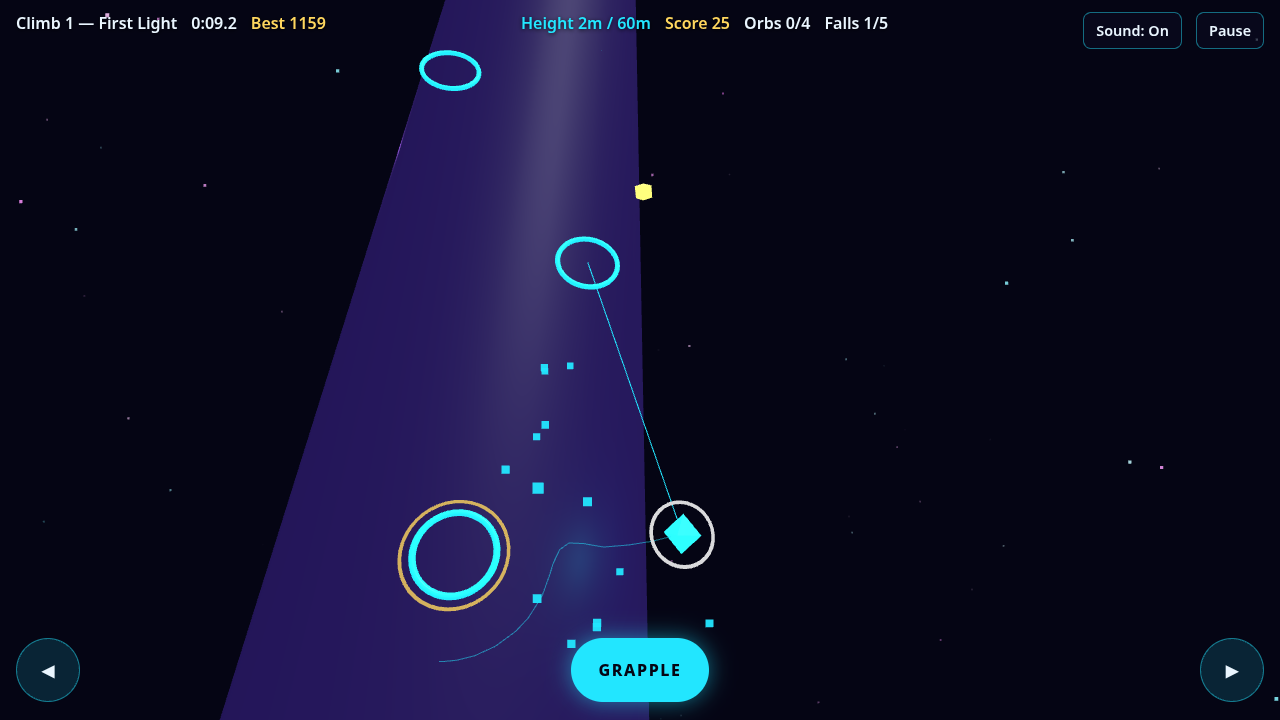 Climb 1 — First Light 0:09.2 Best 1159 Height 2m / 60m Score 25 Orbs 0/4 Falls 1/5 Sound: On Pause
GRAPPLE